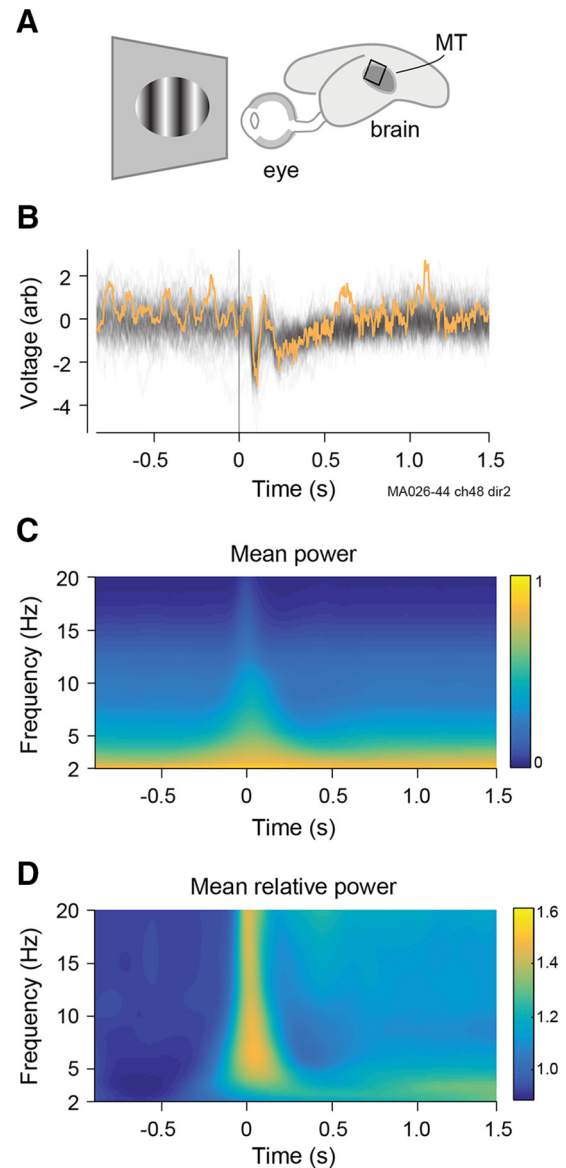 A
MT
brain
eye
B
Voltage (arb)
2
0
-2
-4
-0.5 0 0.5 1.0 1.5
Time (s)
MA026-44 ch48 dir2
C
Mean power
Frequency (Hz)
20
15
10
5
2
1
0
-0.5 0 0.5 1.0 1.5
Time (s)
D
Mean relative power
Frequency (Hz)
20
15
10
5
2
1.6
1.4
1.2
1.0
-0.5 0 0.5 1.0 1.5
Time (s)